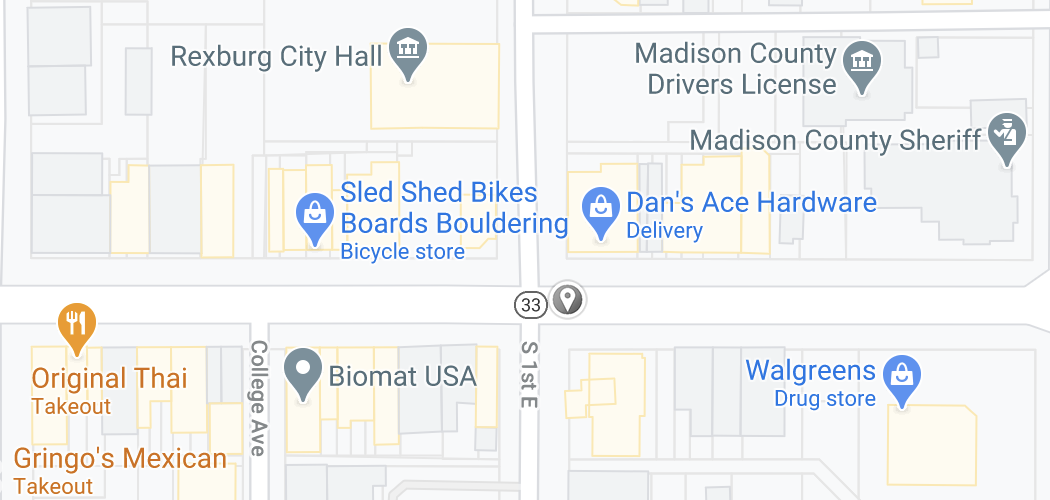 Rexburg City Hall
Madison County
Drivers License
Madison County Sheriff
Sled Shed Bikes
Boards Bouldering
Bicycle store
Dan's Ace Hardware
Delivery
33
Original Thai
Takeout
College Ave
Biomat USA
S 1st E
Walgreens
Drug store
Gringo's Mexican
Takeout